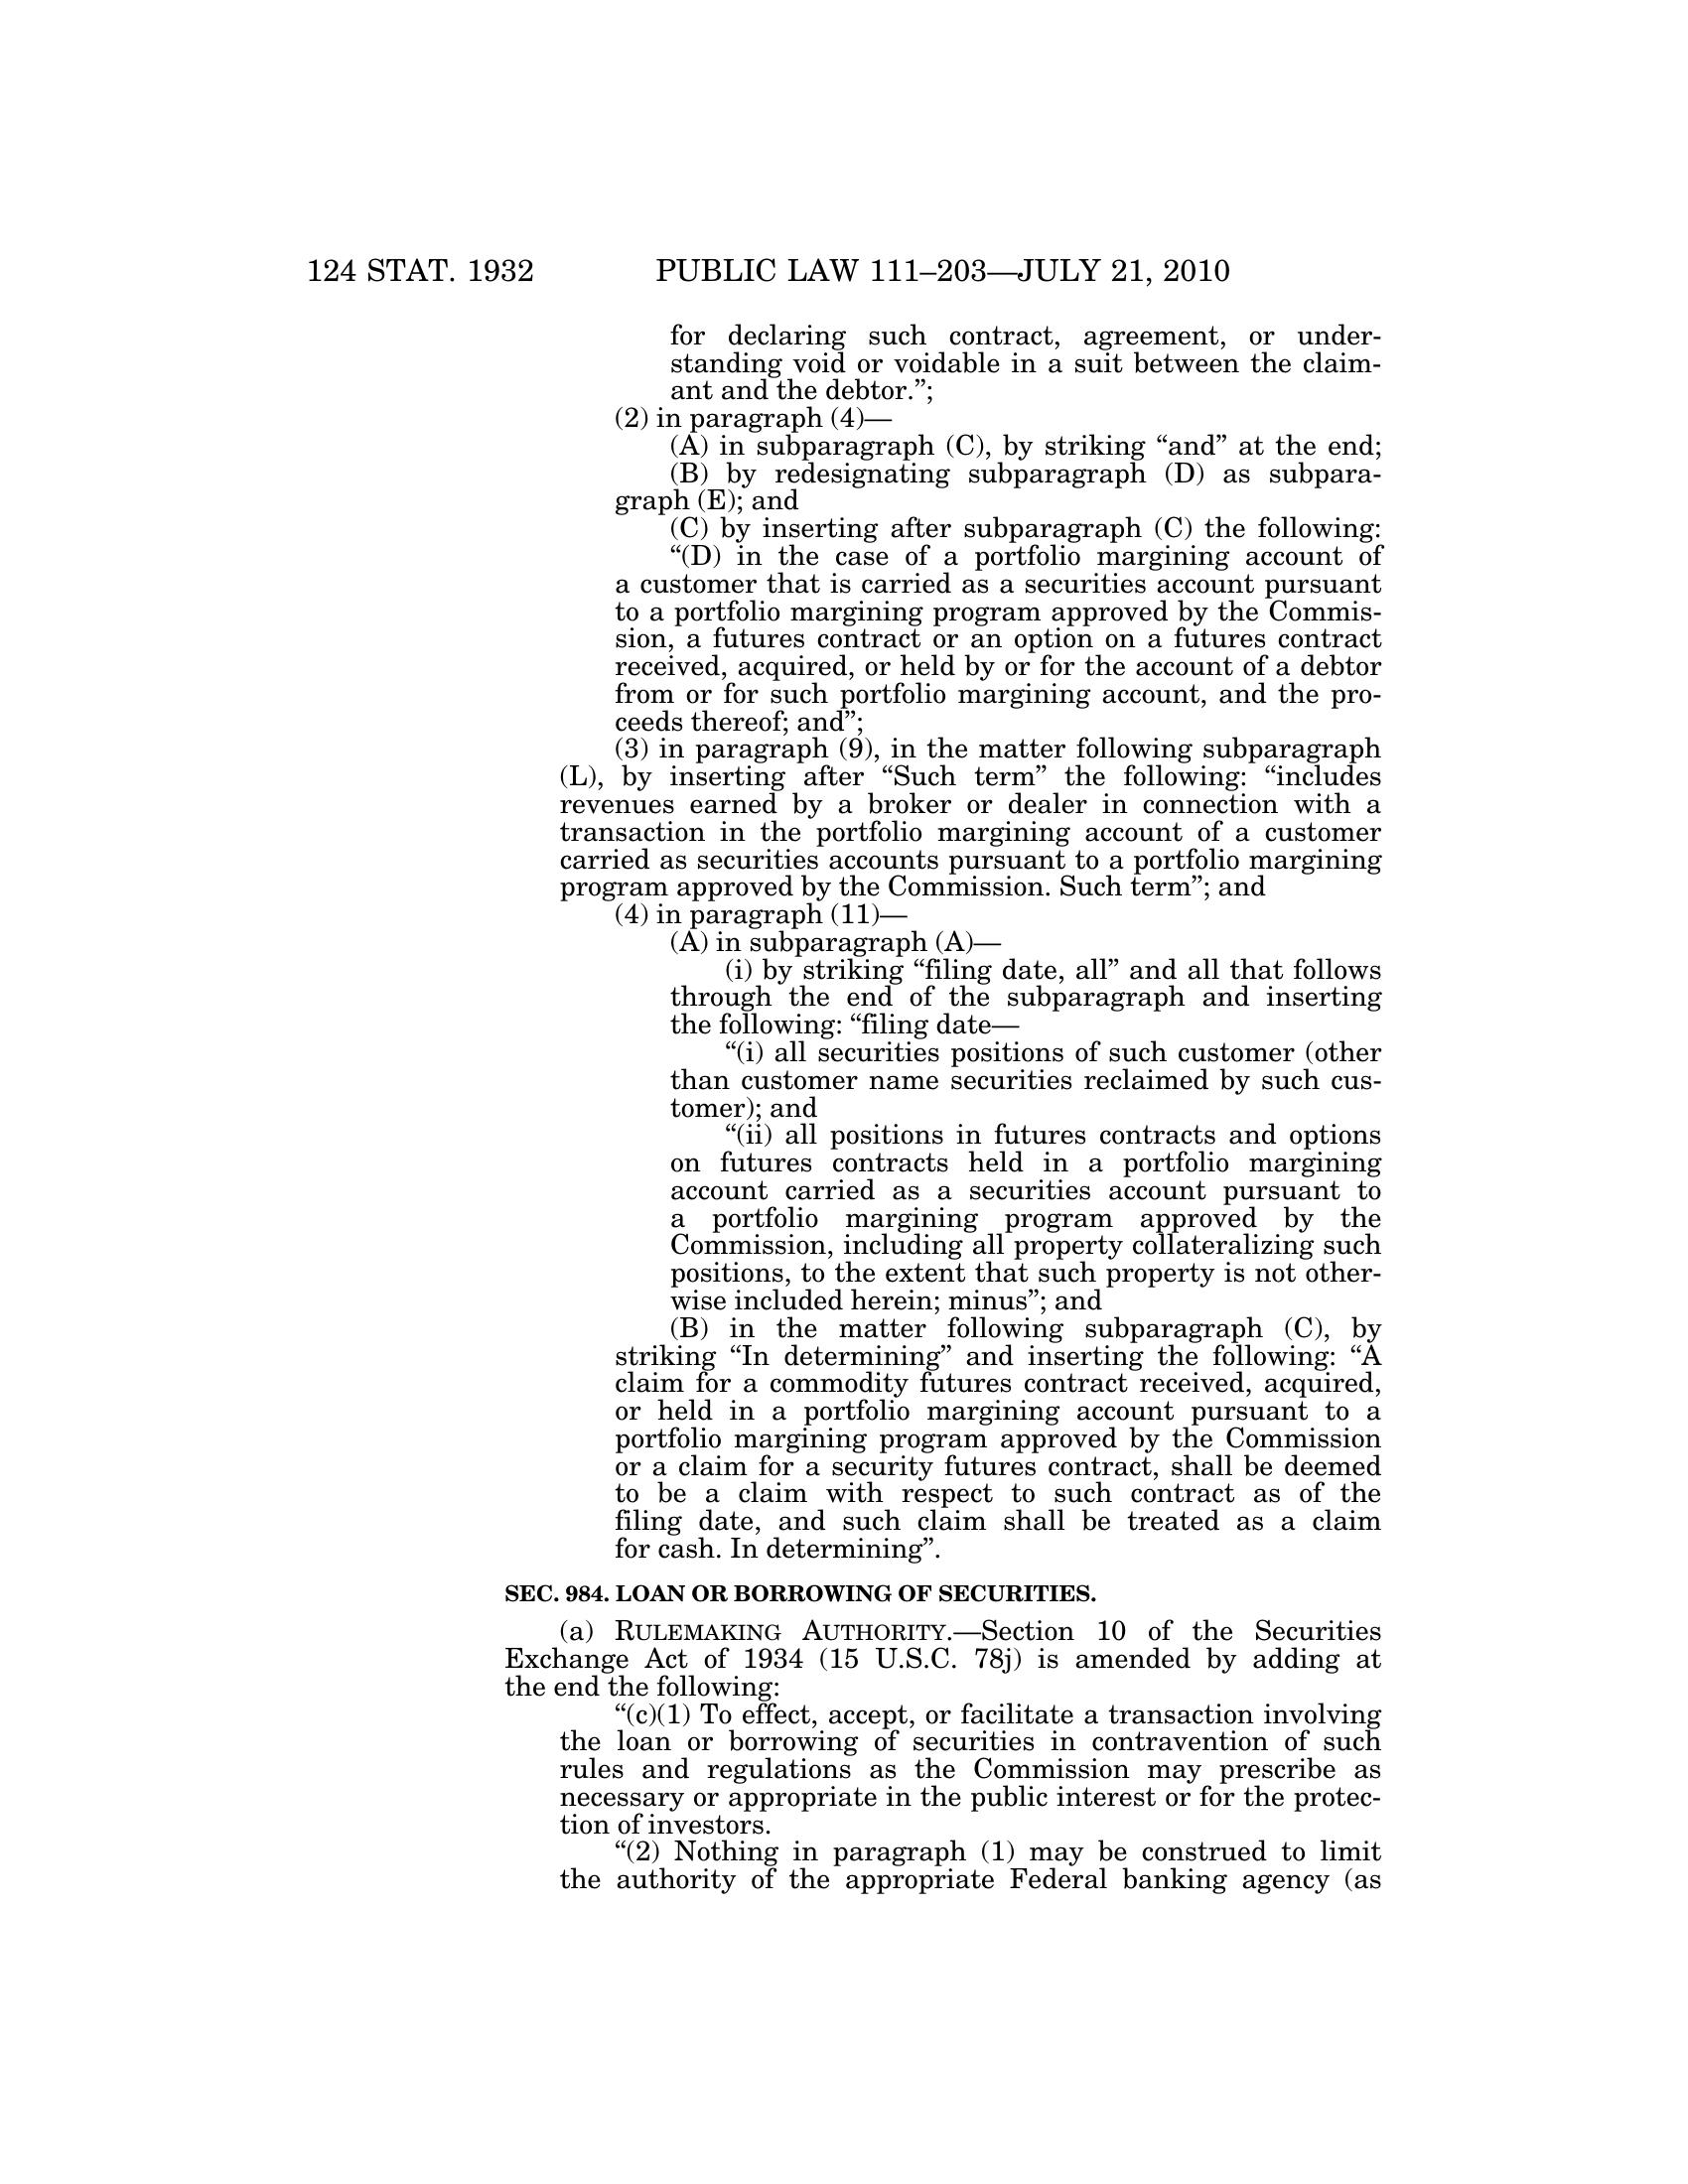 124 STAT. 1932 PUBLIC LAW 111–203—JULY 21, 2010
for declaring such contract, agreement, or under-
standing void or voidable in a suit between the claim-
ant and the debtor.”;
(2) in paragraph (4)—
(A) in subparagraph (C), by striking “and” at the end;
(B) by redesignating subparagraph (D) as subpara-
graph (E); and
(C) by inserting after subparagraph (C) the following:
“(D) in the case of a portfolio margining account of
a customer that is carried as a securities account pursuant
to a portfolio margining program approved by the Commis-
sion, a futures contract or an option on a futures contract
received, acquired, or held by or for the account of a debtor
from or for such portfolio margining account, and the pro-
ceeds thereof; and”;
(3) in paragraph (9), in the matter following subparagraph
(L), by inserting after “Such term” the following: “includes
revenues earned by a broker or dealer in connection with a
transaction in the portfolio margining account of a customer
carried as securities accounts pursuant to a portfolio margining
program approved by the Commission. Such term”; and
(4) in paragraph (11)—
(A) in subparagraph (A)—
(i) by striking “filing date, all” and all that follows
through the end of the subparagraph and inserting
the following: “filing date—
“(i) all securities positions of such customer (other
than customer name securities reclaimed by such cus-
tomer); and
“(ii) all positions in futures contracts and options
on futures contracts held in a portfolio margining
account carried as a securities account pursuant to
a portfolio margining program approved by the
Commission, including all property collateralizing such
positions, to the extent that such property is not other-
wise included herein; minus”; and
(B) in the matter following subparagraph (C), by
striking “In determining” and inserting the following: “A
claim for a commodity futures contract received, acquired,
or held in a portfolio margining account pursuant to a
portfolio margining program approved by the Commission
or a claim for a security futures contract, shall be deemed
to be a claim with respect to such contract as of the
filing date, and such claim shall be treated as a claim
for cash. In determining”.
SEC. 984. LOAN OR BORROWING OF SECURITIES.
(a) RULEMAKING AUTHORITY.—Section 10 of the Securities
Exchange Act of 1934 (15 U.S.C. 78j) is amended by adding at
the end the following:
“(c)(1) To effect, accept, or facilitate a transaction involving
the loan or borrowing of securities in contravention of such
rules and regulations as the Commission may prescribe as
necessary or appropriate in the public interest or for the protec-
tion of investors.
“(2) Nothing in paragraph (1) may be construed to limit
the authority of the appropriate Federal banking agency (as